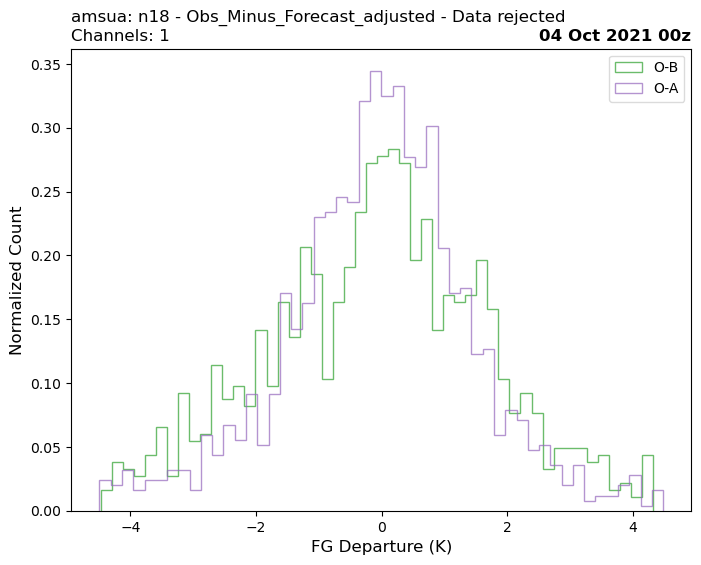 amsua: n18 - Obs_Minus_Forecast_adjusted - Data rejected
Channels: 1
04 Oct 2021 00z
O-B
O-A
0.35
0.30
0.25
0.20
0.15
0.10
0.05
0.00
Normalized Count
−4
−2
0
2
4
FG Departure (K)